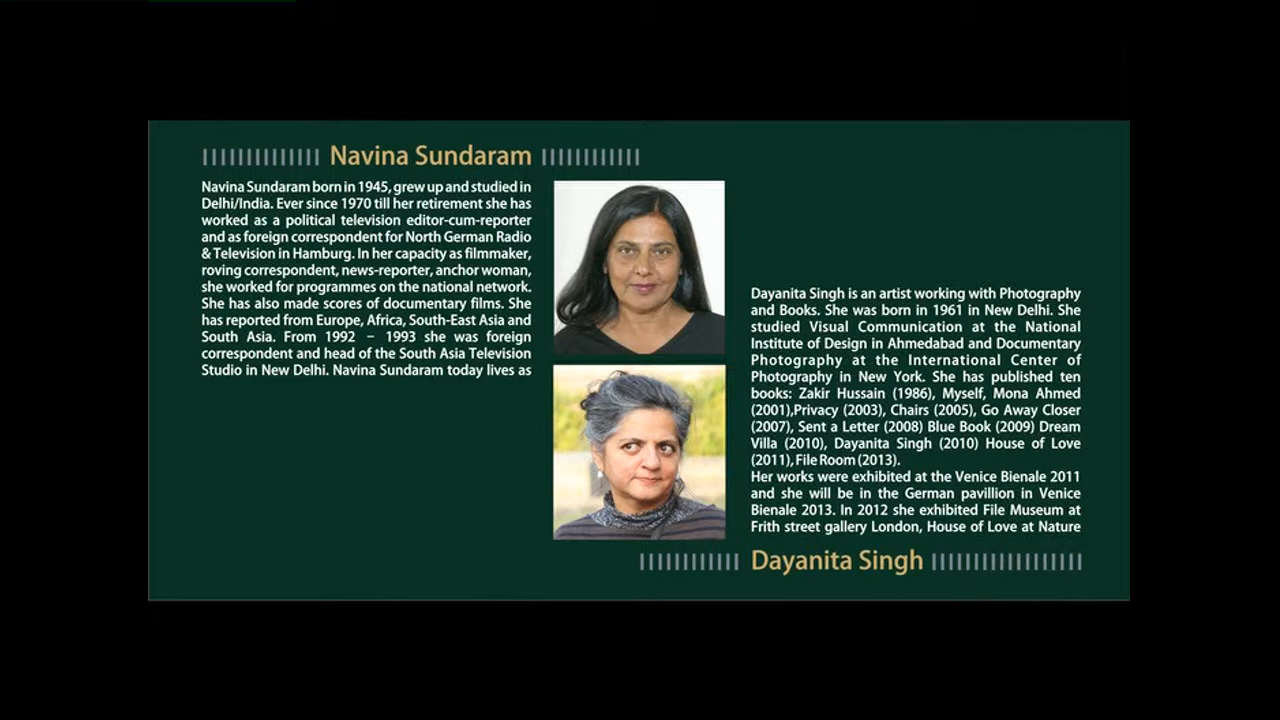 Navina Sundaram
Navina Sundaram born in 1945, grew up and studied in
Delhi/India. Ever since 1970 till her retirement she has
worked as a political television editor-cum-reporter
and as foreign correspondent for North German Radio
& Television in Hamburg. In her capacity as filmmaker,
roving correspondent, news-reporter, anchor woman,
she worked for programmes on the national network.
She has also made scores of documentary films. She
has reported from Europe, Africa, South-East Asia and
South Asia. From 1992 – 1993 she was foreign
correspondent and head of the South Asia Television
Studio in New Delhi. Navina Sundaram today lives as
Dayanita Singh is an artist working with Photography
and Books. She was born in 1961 in New Delhi. She
studied Visual Communication at the National
Institute of Design in Ahmedabad and Documentary
Photography at the International Center of
Photography in New York. She has published ten
books: Zakir Hussain (1986), Myself, Mona Ahmed
(2001),Privacy (2003), Chairs (2005), Go Away Closer
(2007), Sent a Letter (2008) Blue Book (2009) Dream
Villa (2010), Dayanita Singh (2010) House of Love
(2011), File Room (2013).
Her works were exhibited at the Venice Bienale 2011
and she will be in the German pavillion in Venice
Bienale 2013. In 2012 she exhibited File Museum at
Frith street gallery London, House of Love at Nature
Dayanita Singh